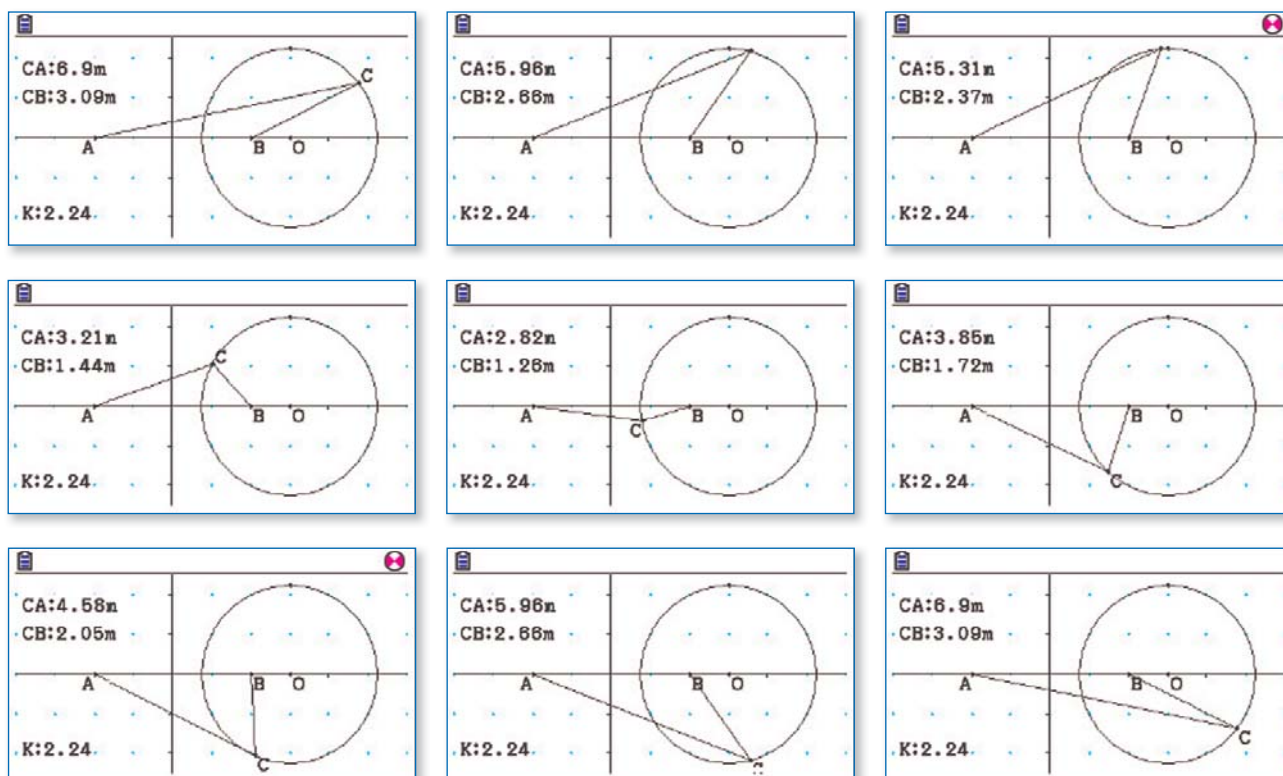 CA:6.9m
CB:3.09m
C
A
B
O
K:2.24
CA:5.96m
CB:2.66m
A
B
O
K:2.24
CA:5.31m
CB:2.37m
A
B
O
K:2.24
CA:3.21m
CB:1.44m
C
A
B
O
K:2.24
CA:2.82m
CB:1.26m
A
B
O
C
K:2.24
CA:3.85m
CB:1.72m
A
B
O
C
K:2.24
CA:4.58m
CB:2.05m
A
B
O
K:2.24
C
CA:5.96m
CB:2.66m
A
B
O
K:2.24
CA:6.9m
CB:3.09m
A
B
O
C
K:2.24